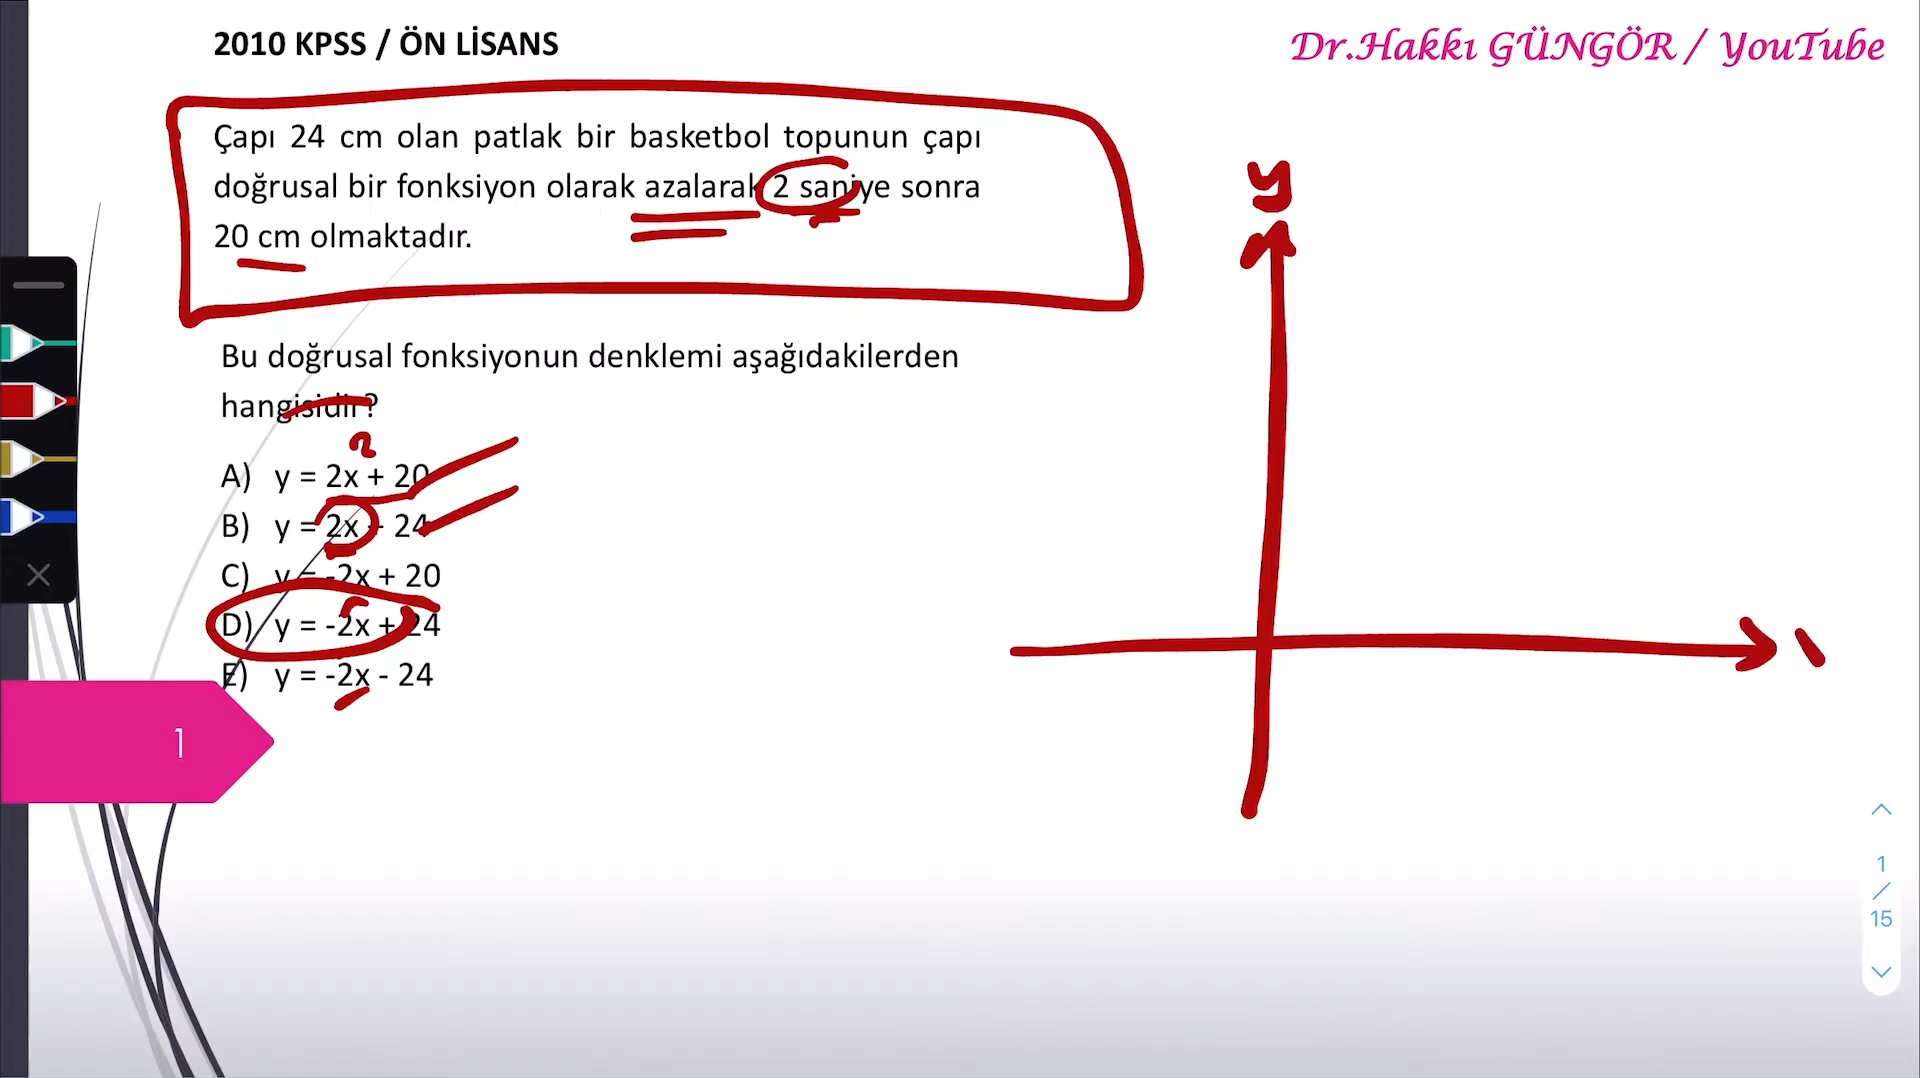 2010 KPSS / ÖN LİSANS
Dr.Hakkı GÜNGÖR / YouTube
Çapı 24 cm olan patlak bir basketbol topunun çapı
doğrusal bir fonksiyon olarak azalarak 2 saniye sonra
20 cm olmaktadır.
Bu doğrusal fonksiyonun denklemi aşağıdakilerden
hangisidir?
2
A) y = 2x + 20
B) y = 2x - 24
C) y = -2x + 20
D) y = -2x + 24
E) y = -2x - 24
y
1
1
/
15